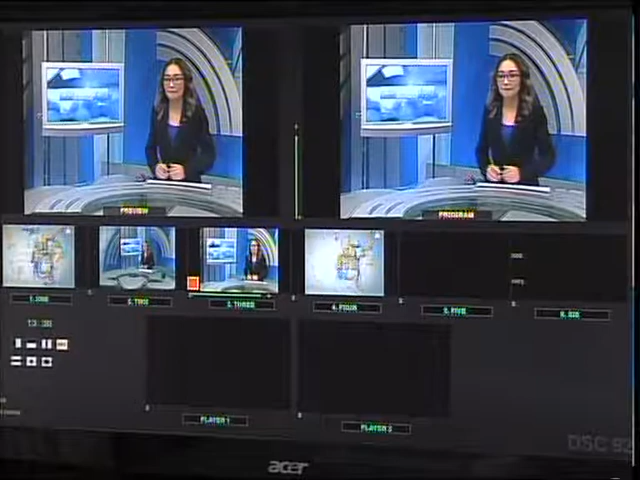 PREVIEW
PROGRAM
1.ONE
2.TWO
3.THREE
4.FOUR
5.FIVE
6.SIX
PLAYER 1
PLAYER 2
acer